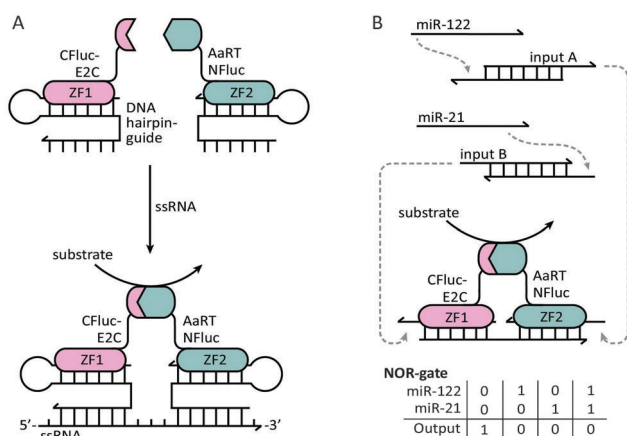 A
CFluc-
E2C
AaRT
NFluc
ZF1
ZF2
DNA
hairpin-
guide
ssRNA
substrate
CFluc-
E2C
AaRT
NFluc
ZF1
ZF2
5'-
-3'
ssRNA
B
miR-122
input A
miR-21
input B
substrate
CFluc-
E2C
AaRT
NFluc
ZF1
ZF2
NOR-gate
miR-122 0 1 0 1
miR-21 0 0 1 1
Output 1 0 0 0